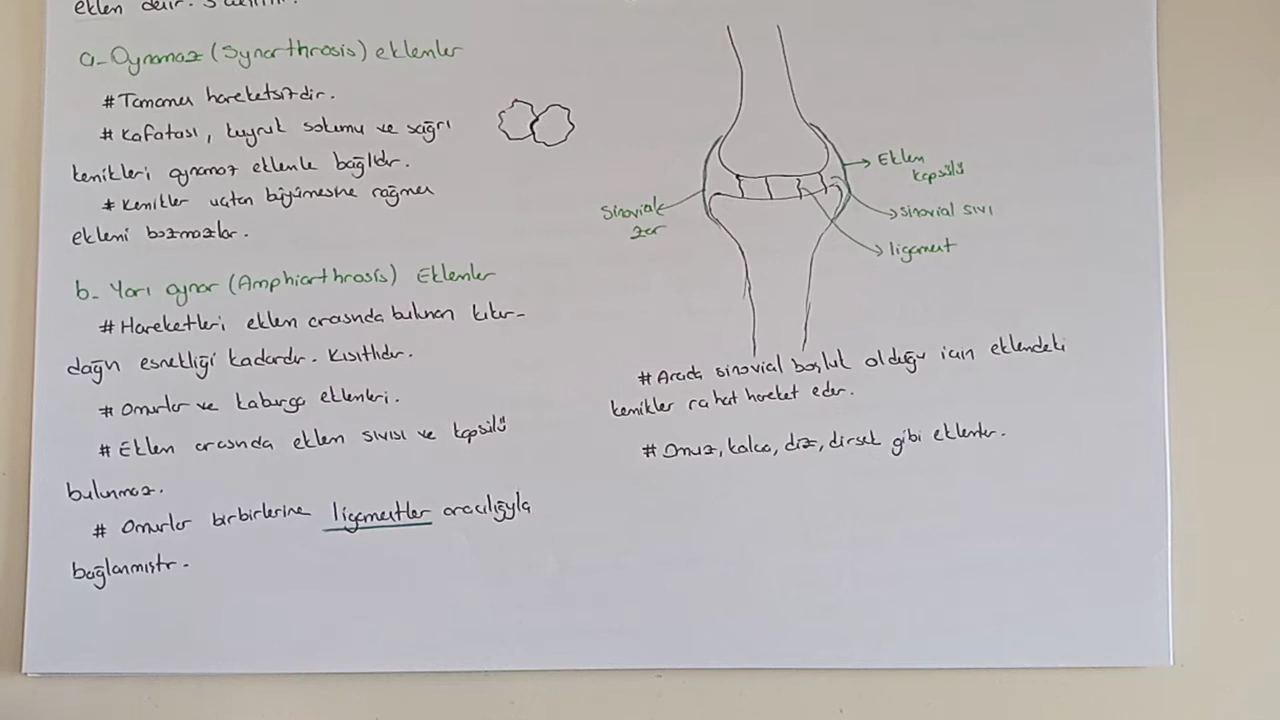 eklen denir.
a- Oynamaz (Synarthrosis) eklemler
# Tamamen hareketsizdir.
# Kafatası, kuyruk sokumu ve sağrı
kemikleri oynamaz eklemle bağlıdır.
# Kemikler uçtan büyümesine rağmen
eklemi bozmazlar.
b- Yarı oynar (Amphiarthrosis) Eklemler
# Hareketleri eklem arasında bulunan kıkır-
dağın esnekliği kadardır. Kısıtlıdır.
# Omurlar ve kaburga eklemleri.
# Eklem arasında eklem sıvısı ve kapsülü
bulunmaz.
# Omurlar birbirlerine ligamentler aracılığıyla
bağlanmıştır.
Eklem
kapsülü
Sinovial
zar
sinovial sıvı
ligament
# Arada sinovial boşluk olduğu için eklemdeki
kemikler rahat hareket eder.
# Omuz, kalça, diz, dirsek gibi eklemler.